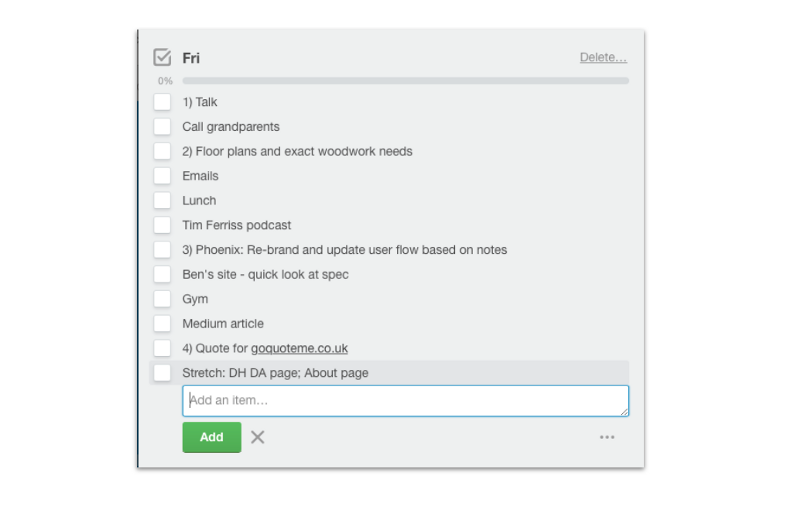 Fri
Delete...
0%
1) Talk
Call grandparents
2) Floor plans and exact woodwork needs
Emails
Lunch
Tim Ferriss podcast
3) Phoenix: Re-brand and update user flow based on notes
Ben's site - quick look at spec
Gym
Medium article
4) Quote for goquoteme.co.uk
Stretch: DH DA page; About page
Add an item...
Add